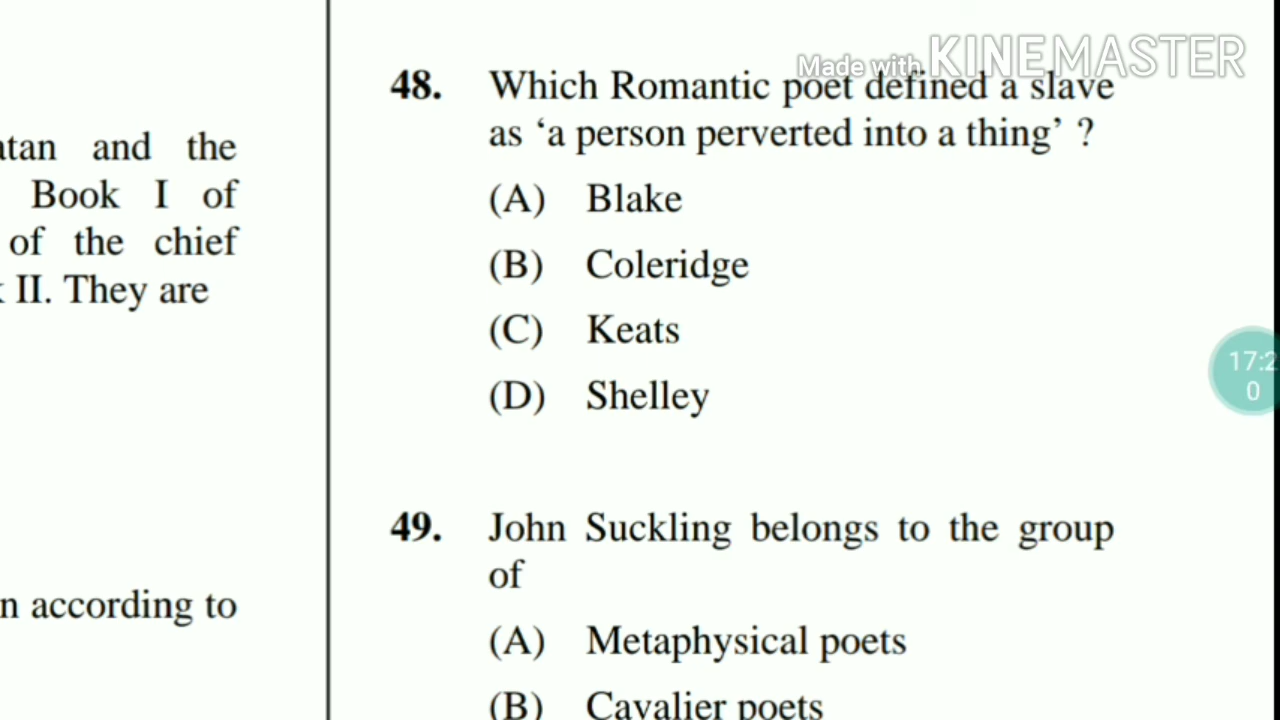 Made with KINEMASTER
atan and the
Book I of
of the chief
II. They are
n according to
48. Which Romantic poet defined a slave
as ‘a person perverted into a thing’ ?
(A) Blake
(B) Coleridge
(C) Keats
(D) Shelley
49. John Suckling belongs to the group
of
(A) Metaphysical poets
(B) Cavalier poets
17:2
0